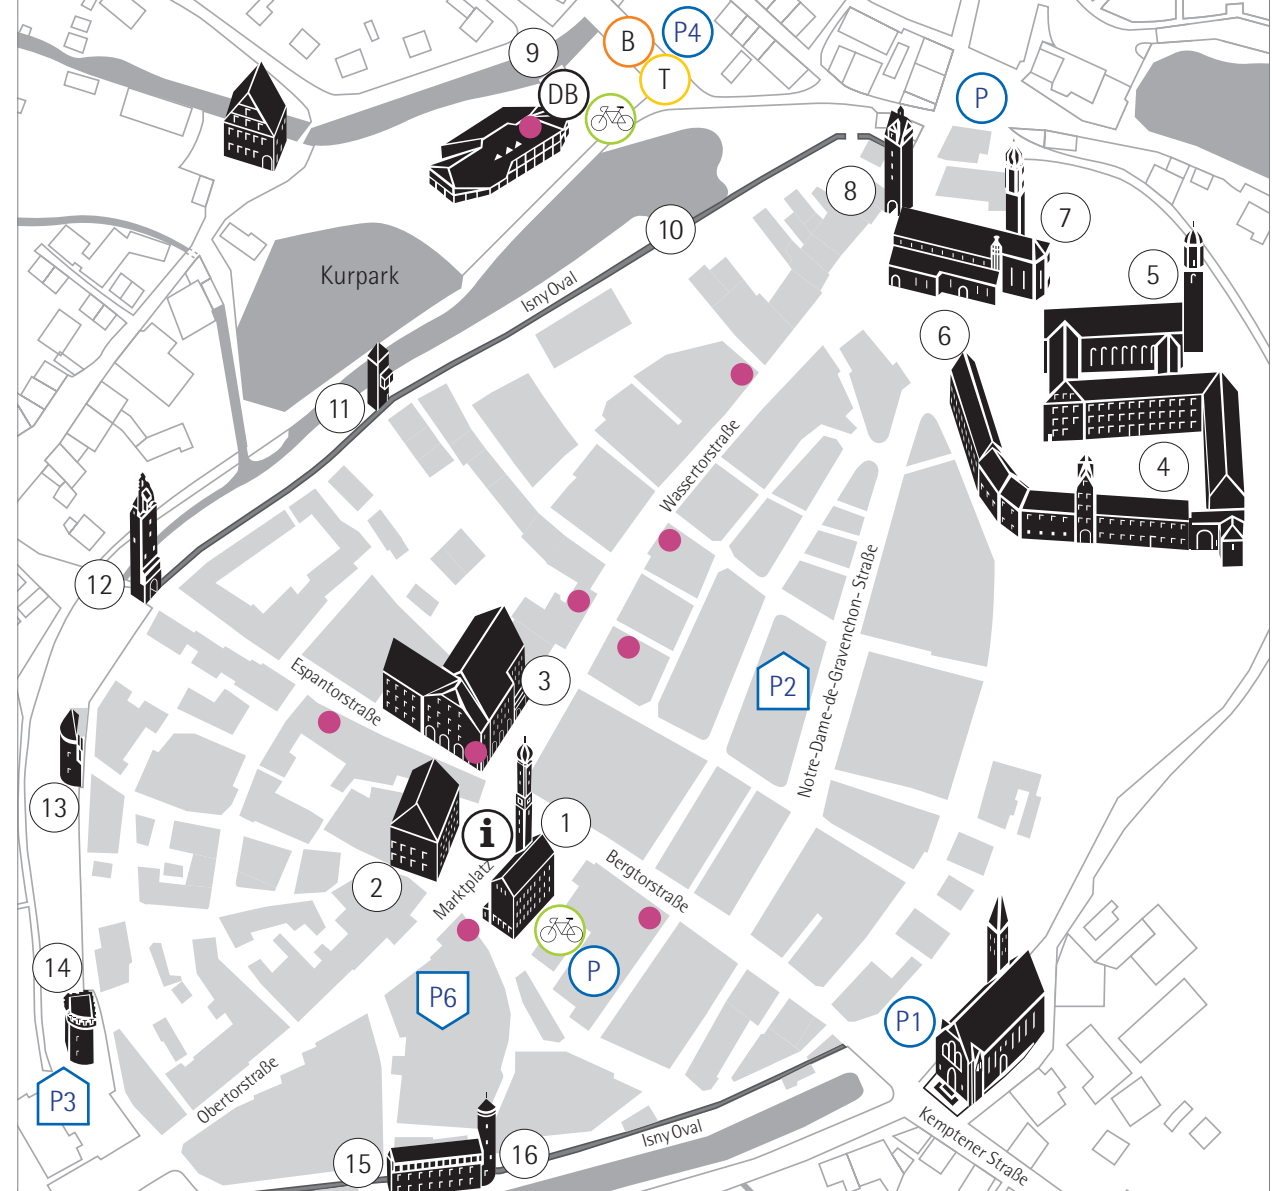 B
P4
9
T
DB
P
8
7
10
5
Kurpark
Isny Oval
6
11
Wassertorstraße
4
12
Notre-Dame-de-Gravenchon- Straße
Espantorstraße
3
P2
13
1
i
2
Marktplatz
Bergtorstraße
14
P
P6
P1
Obertorstraße
P3
Isny Oval
Kemptener Straße
15
16